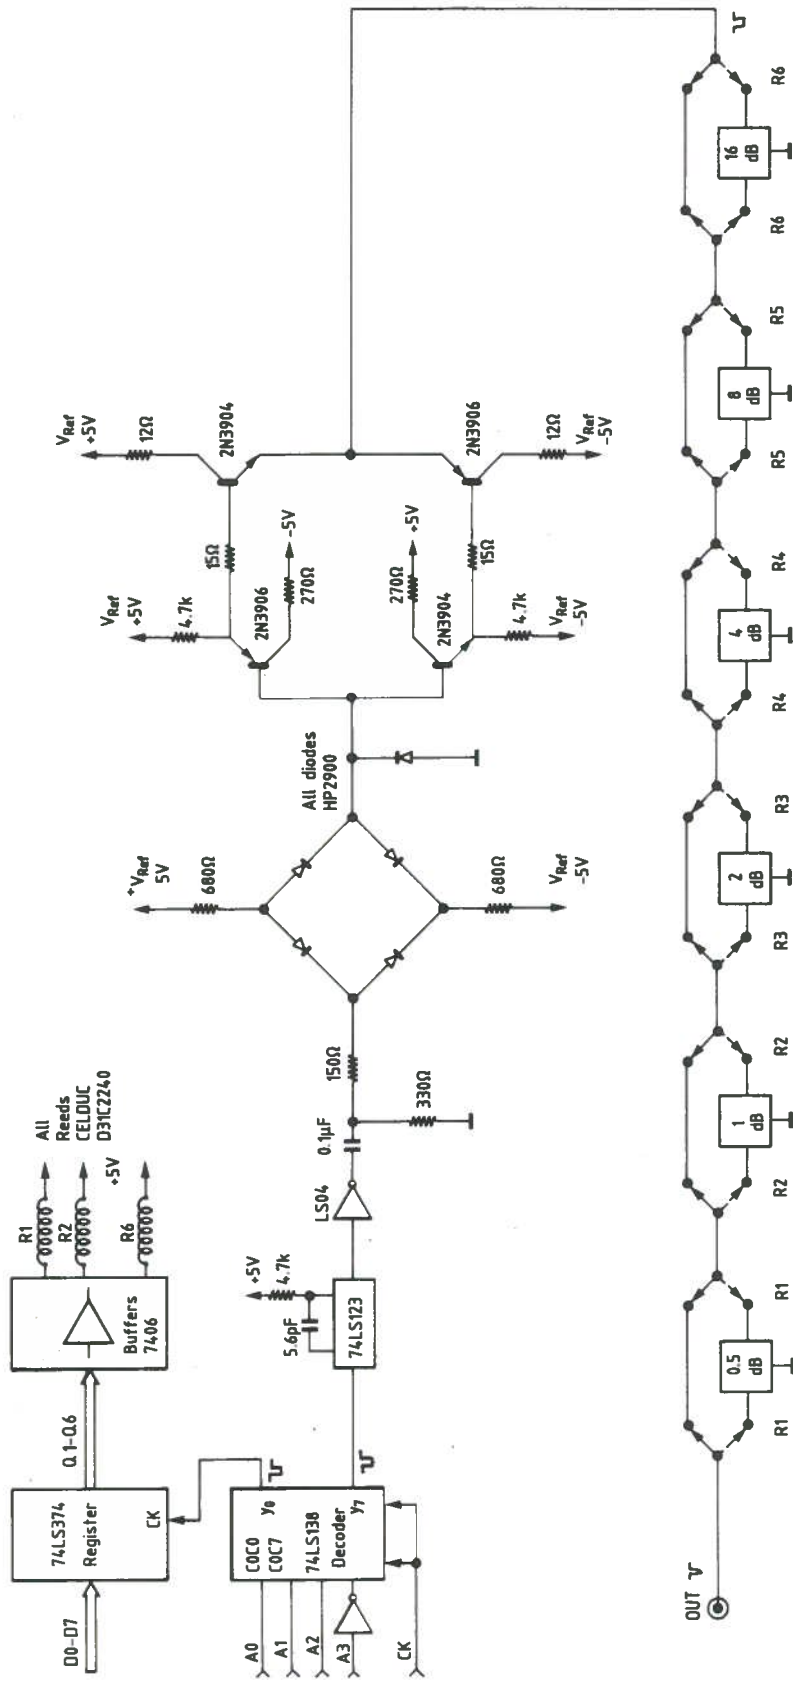 D0-D7
74LS374
Register
CK
Q1-Q6
Buffers
7406
R1
R2
R6
+5V
All
Reeds
CELDUC
D31C2240
A0
A1
A2
A3
CK
C0C0
C0C7
74LS138
Decoder
y0
y7
74LS123
5.6pF
4.7k
+5V
LS04
0.1µF
330Ω
150Ω
+VRef
5V
680Ω
680Ω
VRef
-5V
All diodes
HP2900
VRef
+5V
4.7k
2N3906
270Ω
-5V
15Ω
270Ω
+5V
2N3904
15Ω
4.7k
VRef
-5V
VRef
+5V
12Ω
2N3904
2N3906
12Ω
VRef
-5V
OUT
R1
0.5
dB
R1
R2
1
dB
R2
R3
2
dB
R3
R4
4
dB
R4
R5
8
dB
R5
R6
16
dB
R6